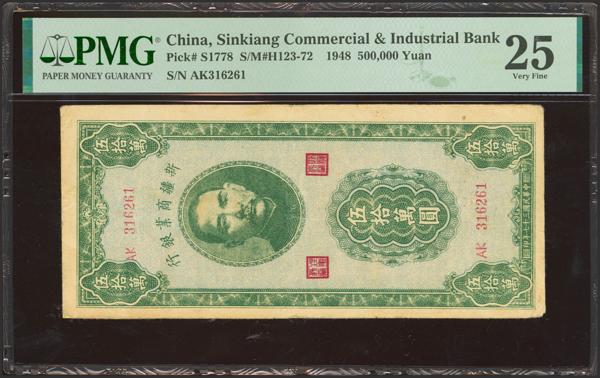 PMG
PAPER MONEY GUARANTY
China, Sinkiang Commercial & Industrial Bank
Pick# S1778 S/M#H123-72 1948 500,000 Yuan
S/N AK316261
25
Very Fine
伍拾萬
伍拾萬
新疆商業銀行
伍拾萬圓
AK 316261
AK 316261
伍拾萬
伍拾萬